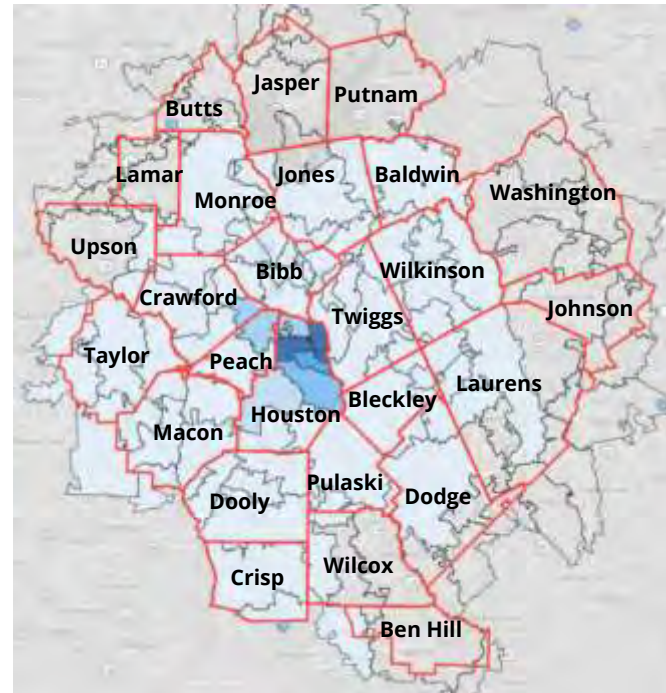 Jasper
Putnam
Butts
Lamar
Jones
Baldwin
Monroe
Washington
Upson
Bibb
Wilkinson
Crawford
Johnson
Twiggs
Taylor
Peach
Laurens
Bleckley
Houston
Macon
Pulaski
Dodge
Dooly
Wilcox
Crisp
Ben Hill